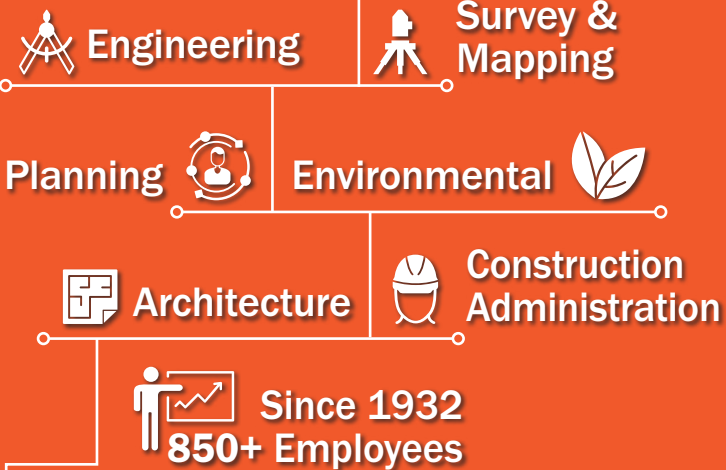 Engineering
Survey &
Mapping
Planning
Environmental
Architecture
Construction
Administration
Since 1932
850+ Employees